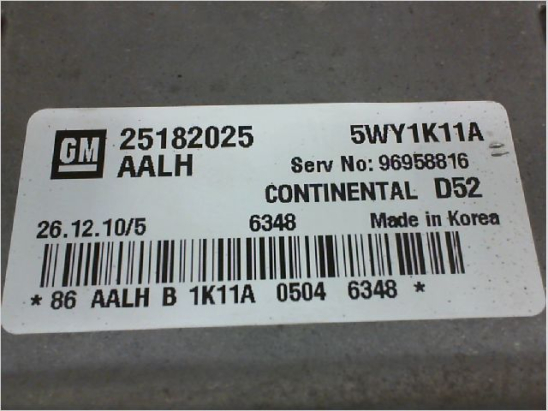 GM 25182025 5WY1K11A
AALH Serv No: 96958816
CONTINENTAL D52
26.12.10/5 6348 Made in Korea
* 86 AALH B 1K11A 0504 6348 *